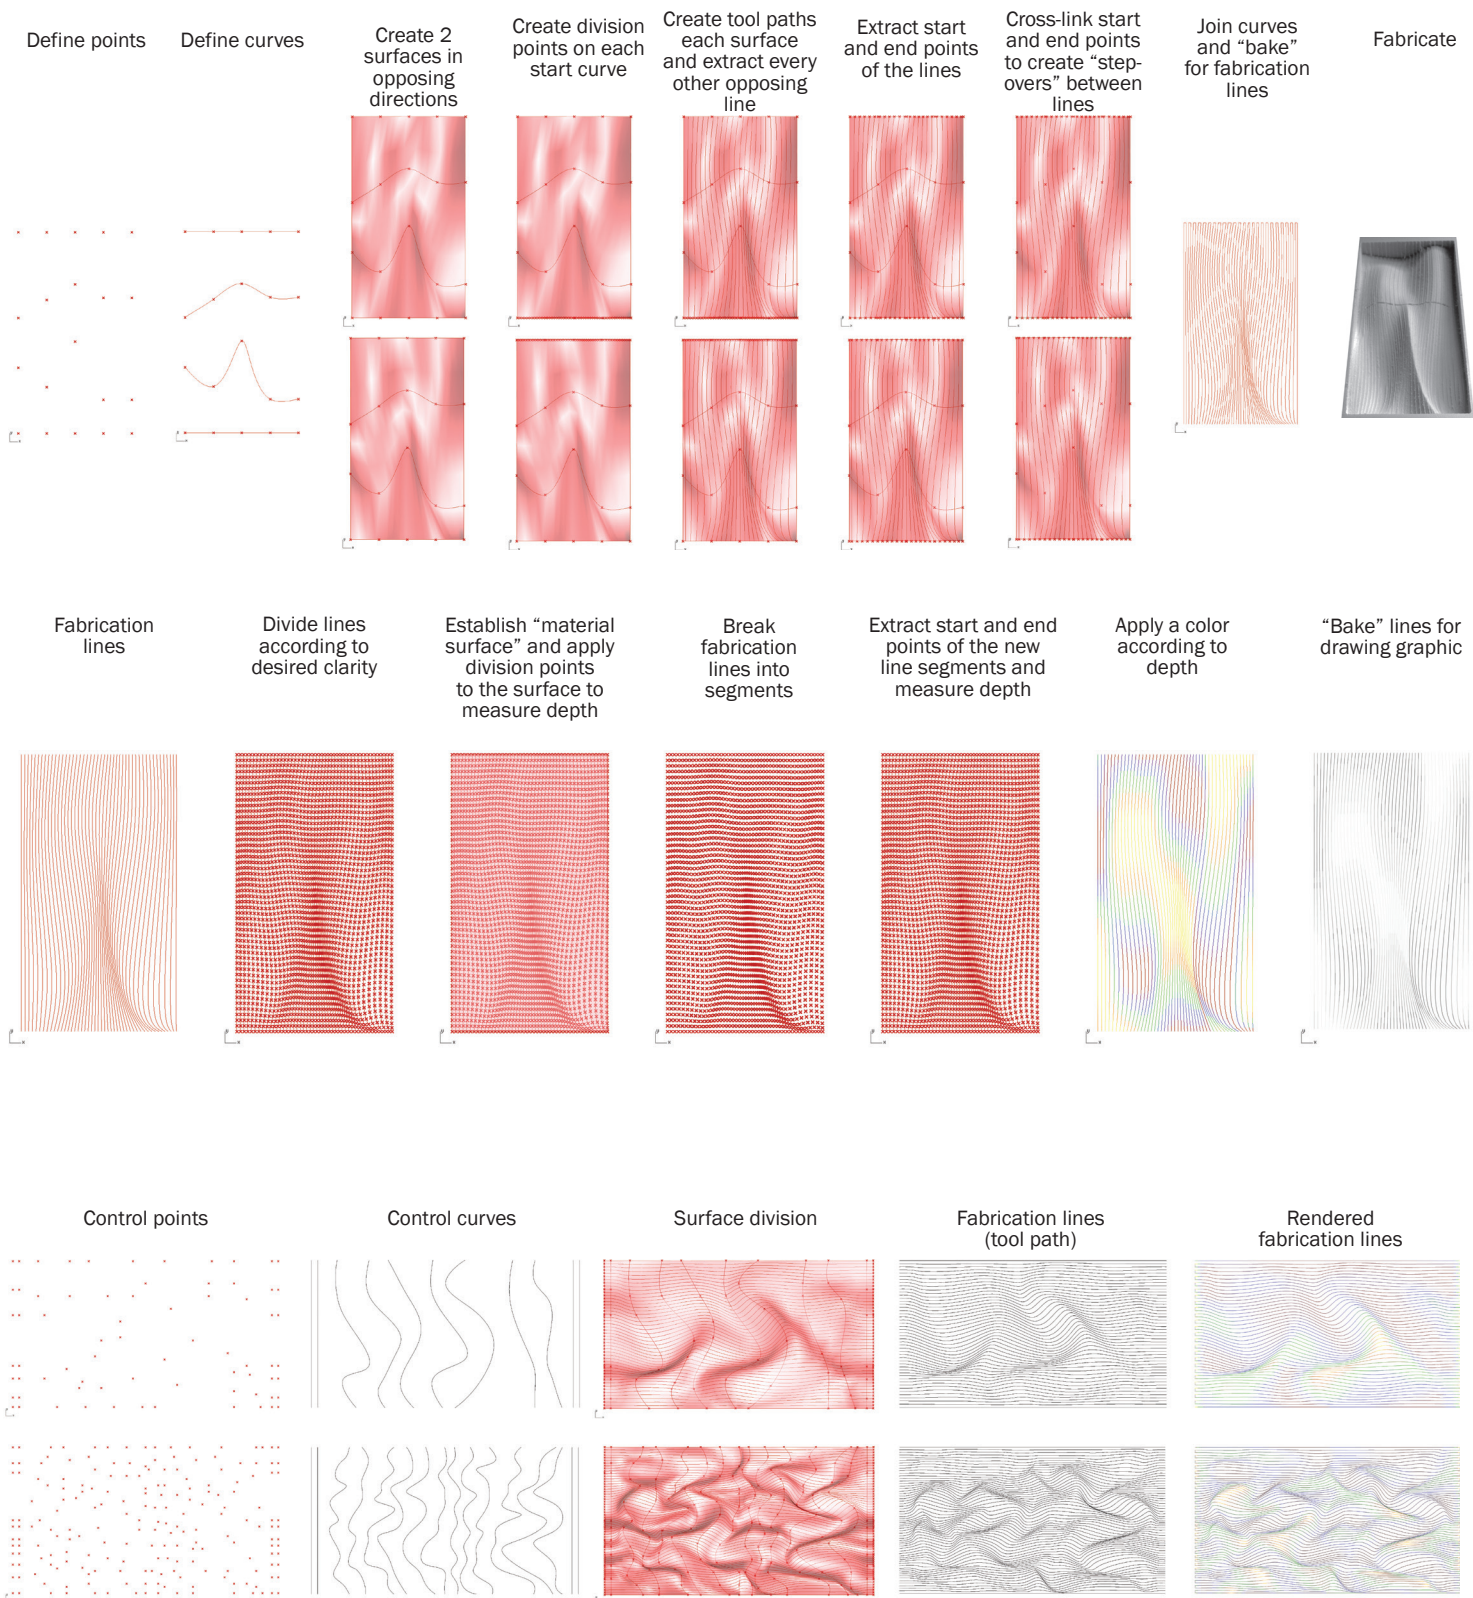 Define points
Define curves
Create 2
surfaces in
opposing
directions
Create division
points on each
start curve
Create tool paths
each surface
and extract every
other opposing
line
Extract start
and end points
of the lines
Cross-link start
and end points
to create “step-
overs” between
lines
Join curves
and “bake”
for fabrication
lines
Fabricate
Fabrication
lines
Divide lines
according to
desired clarity
Establish “material
surface” and apply
division points
to the surface to
measure depth
Break
fabrication
lines into
segments
Extract start and end
points of the new
line segments and
measure depth
Apply a color
according to
depth
“Bake” lines for
drawing graphic
Control points
Control curves
Surface division
Fabrication lines
(tool path)
Rendered
fabrication lines